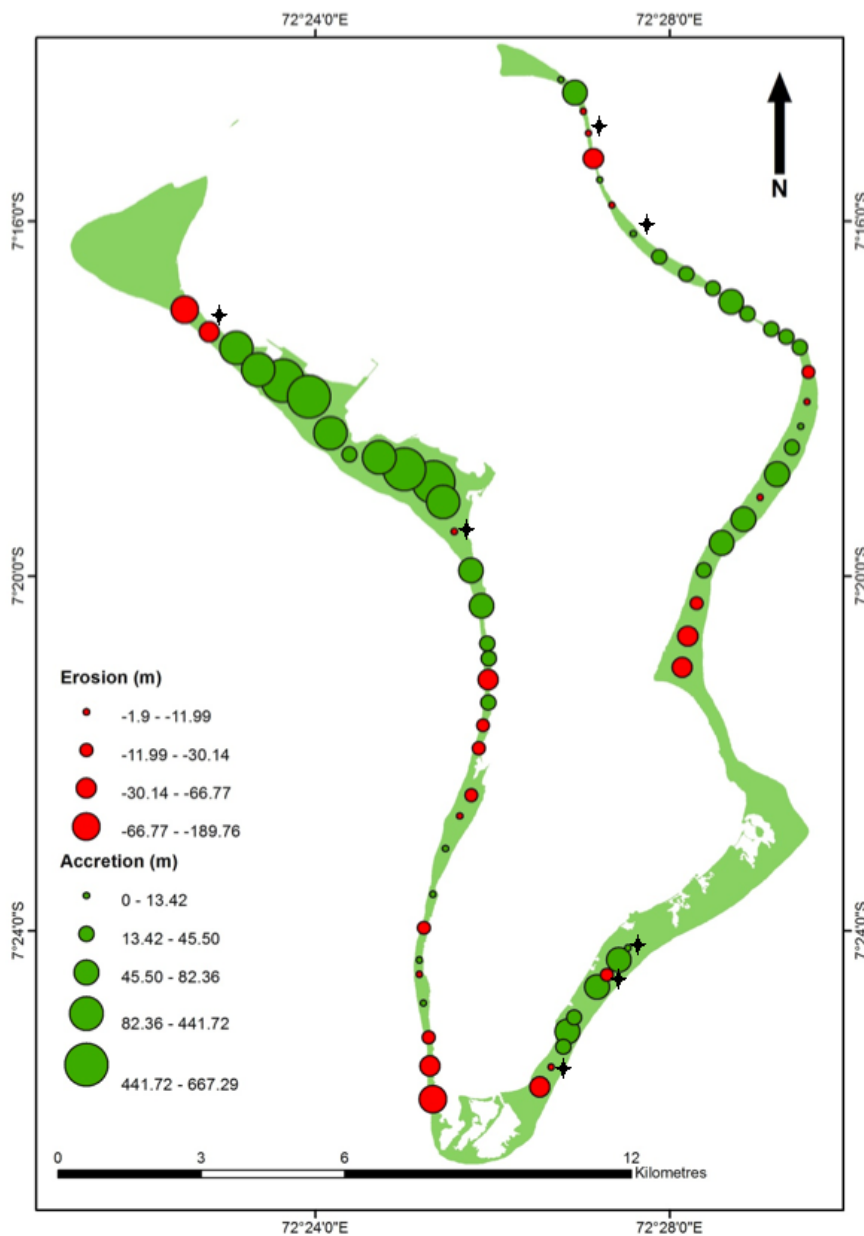 72°24'0"E 72°28'0"E
N
7°16'0"S 7°16'0"S
7°20'0"S 7°20'0"S
Erosion (m)
-1.9 - -11.99
-11.99 - -30.14
-30.14 - -66.77
-66.77 - -189.76
Accretion (m)
0 - 13.42
13.42 - 45.50
45.50 - 82.36
82.36 - 441.72
441.72 - 667.29
7°24'0"S 7°24'0"S
0 3 6 12
Kilometres
72°24'0"E 72°28'0"E